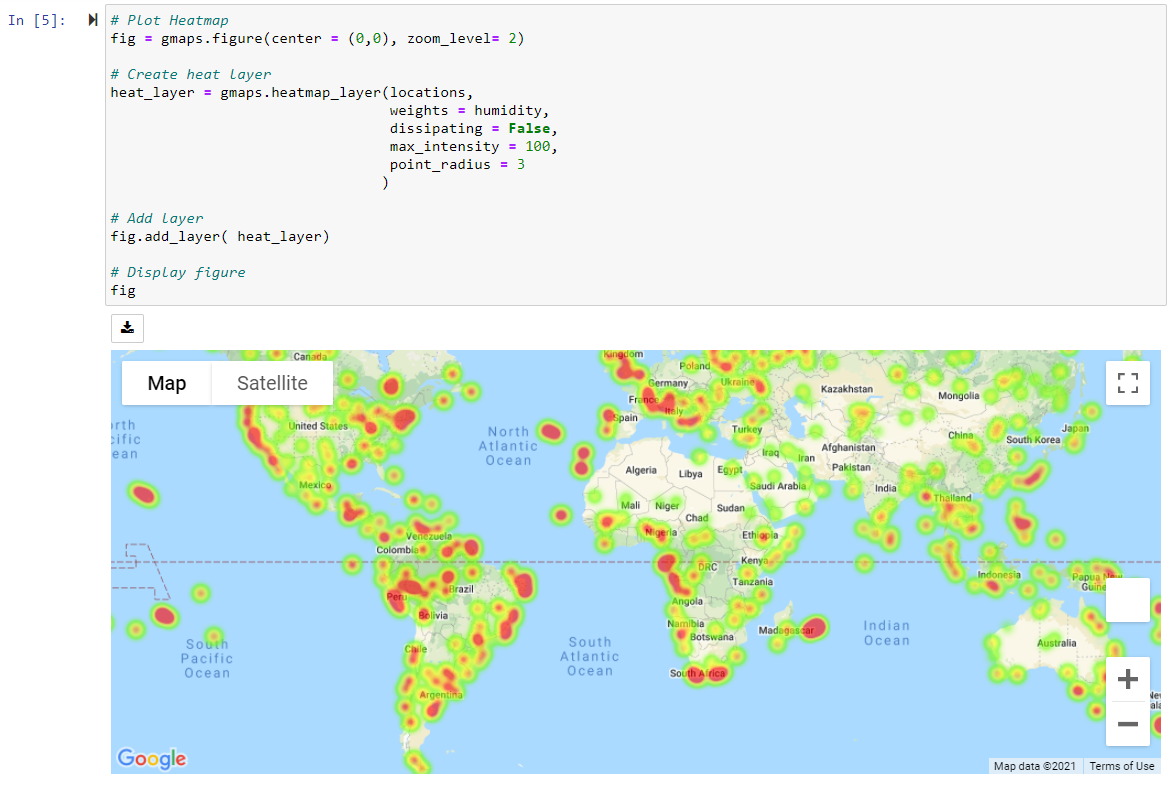 In [5]:
# Plot Heatmap
fig = gmaps.figure(center = (0,0), zoom_level= 2)
# Create heat layer
heat_layer = gmaps.heatmap_layer(locations,
weights = humidity,
dissipating = False,
max_intensity = 100,
point_radius = 3
)
# Add layer
fig.add_layer( heat_layer)
# Display figure
fig
Map
Satellite
Canada
Kingdom
Poland
Germany
Ukraine
Kazakhstan
Mongolia
France
Italy
Spain
United States
North
Atlantic
Ocean
orth
cific
ean
Turkey
China
South Korea
Japan
Iraq
Iran
Afghanistan
Pakistan
Algeria
Libya
Egypt
Saudi Arabia
India
Mexico
Mali
Niger
Chad
Sudan
Thailand
Nigeria
Ethiopia
Venezuela
Colombia
DRC
Kenya
Tanzania
Indonesia
Papua New
Guinea
Brazil
Peru
Bolivia
Angola
Namibia
Botswana
Madagascar
Indian
Ocean
Australia
South
Pacific
Ocean
Chile
South
Atlantic
Ocean
South Africa
Argentina
Google
Map data ©2021
Terms of Use